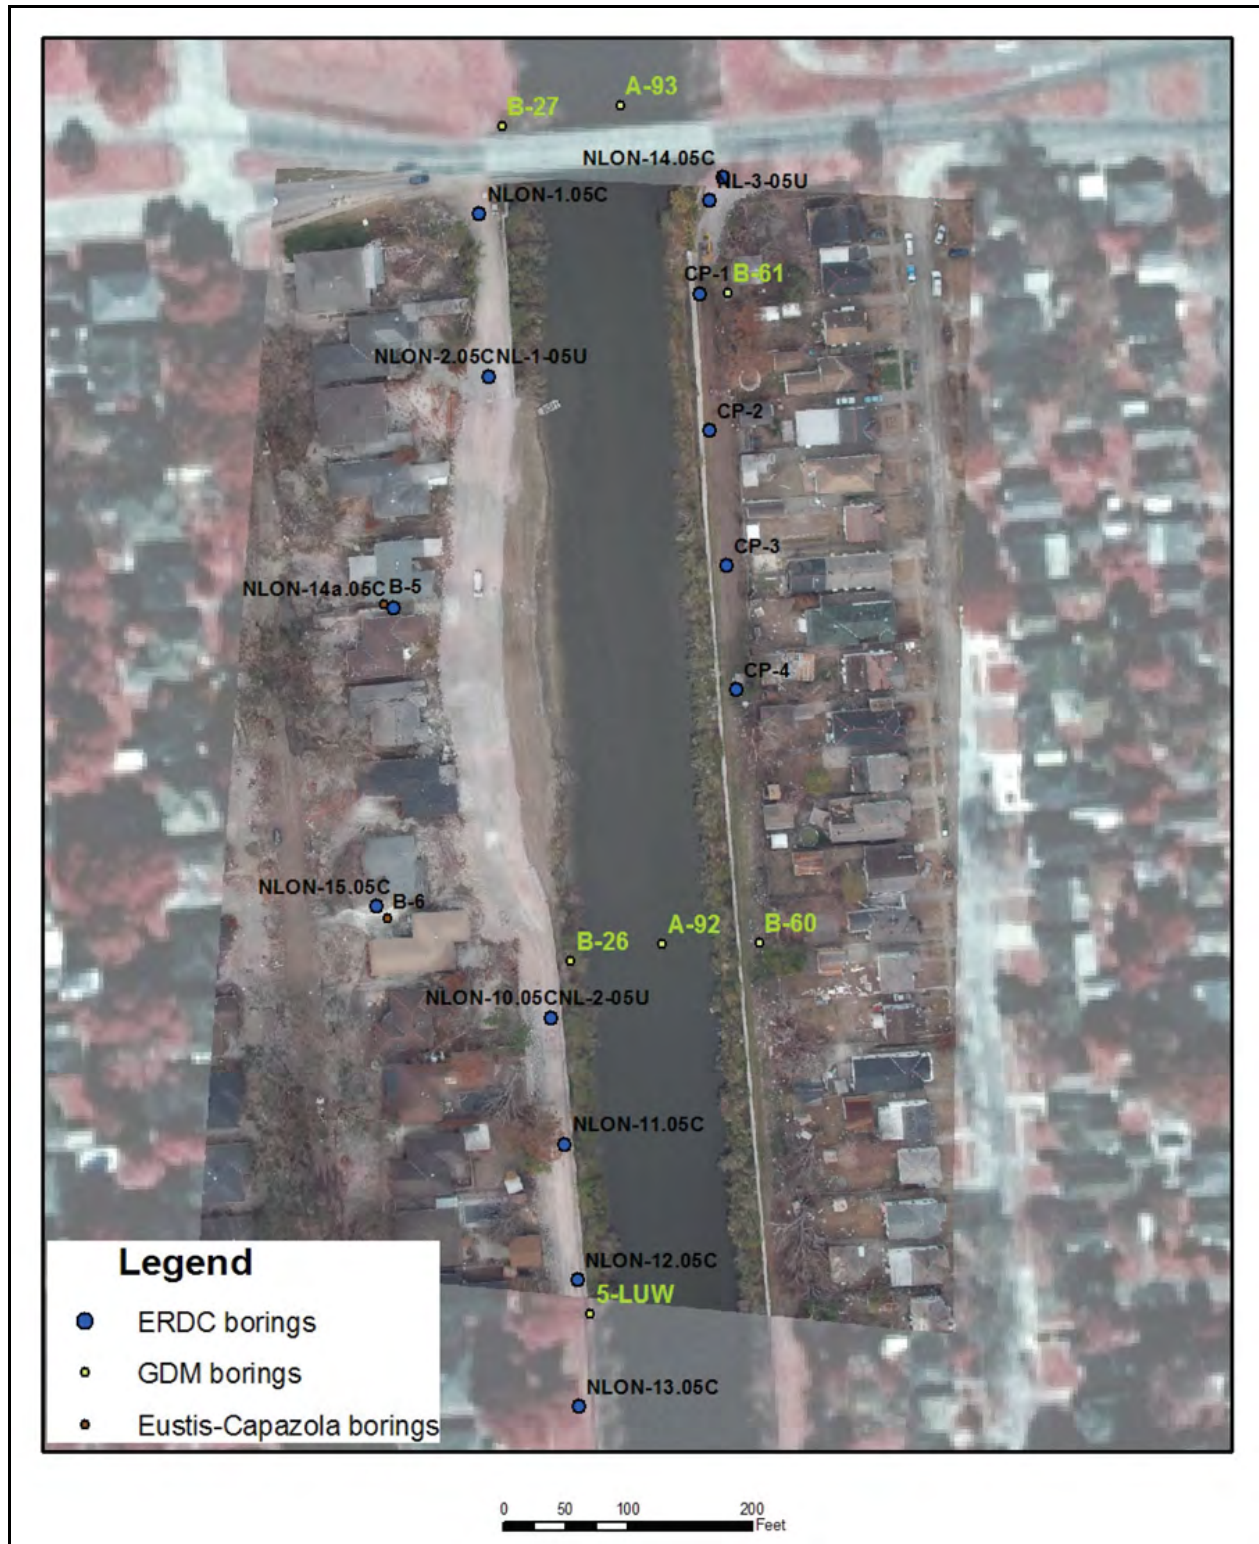 A-93
B-27
NLON-14.05C
NL-3-05U
NLON-1.05C
CP-1
B-61
NLON-2.05CNL-1-05U
CP-2
CP-3
NLON-14a.05C
B-5
CP-4
NLON-15.05C
B-6
B-26
A-92
B-60
NLON-10.05CNL-2-05U
NLON-11.05C
NLON-12.05C
5-LUW
NLON-13.05C
Legend
ERDC borings
GDM borings
Eustis-Capazola borings
0 50 100 200
Feet